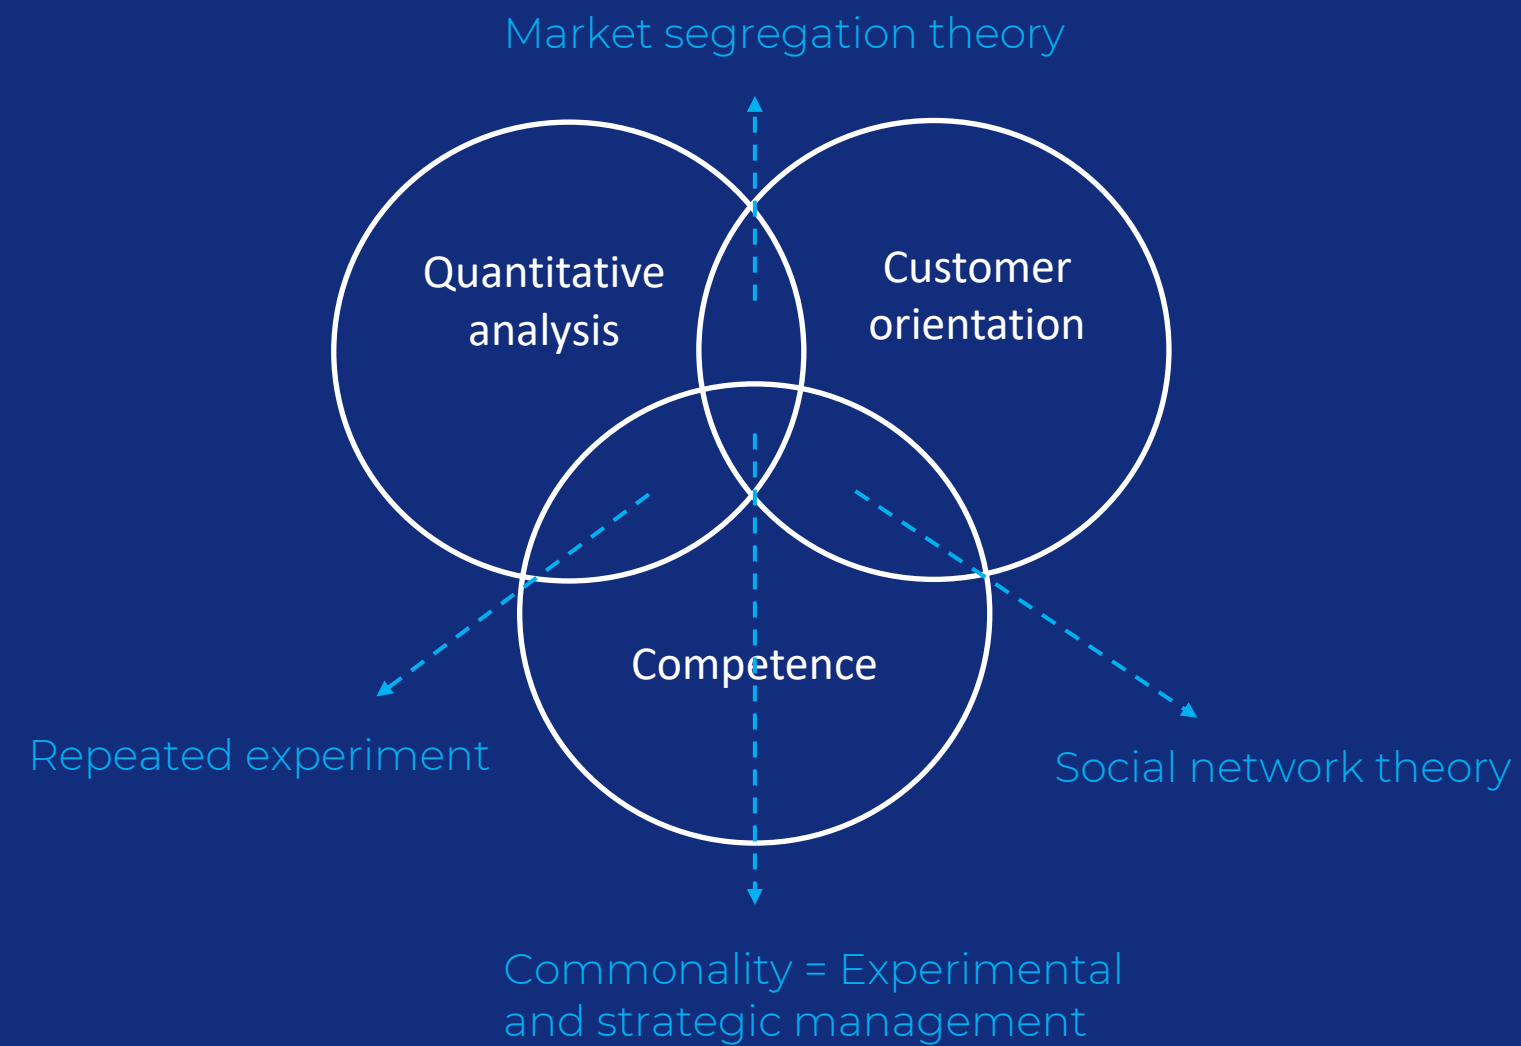 Market segregation theory
Quantitative
analysis
Customer
orientation
Competence
Repeated experiment
Social network theory
Commonality = Experimental
and strategic management